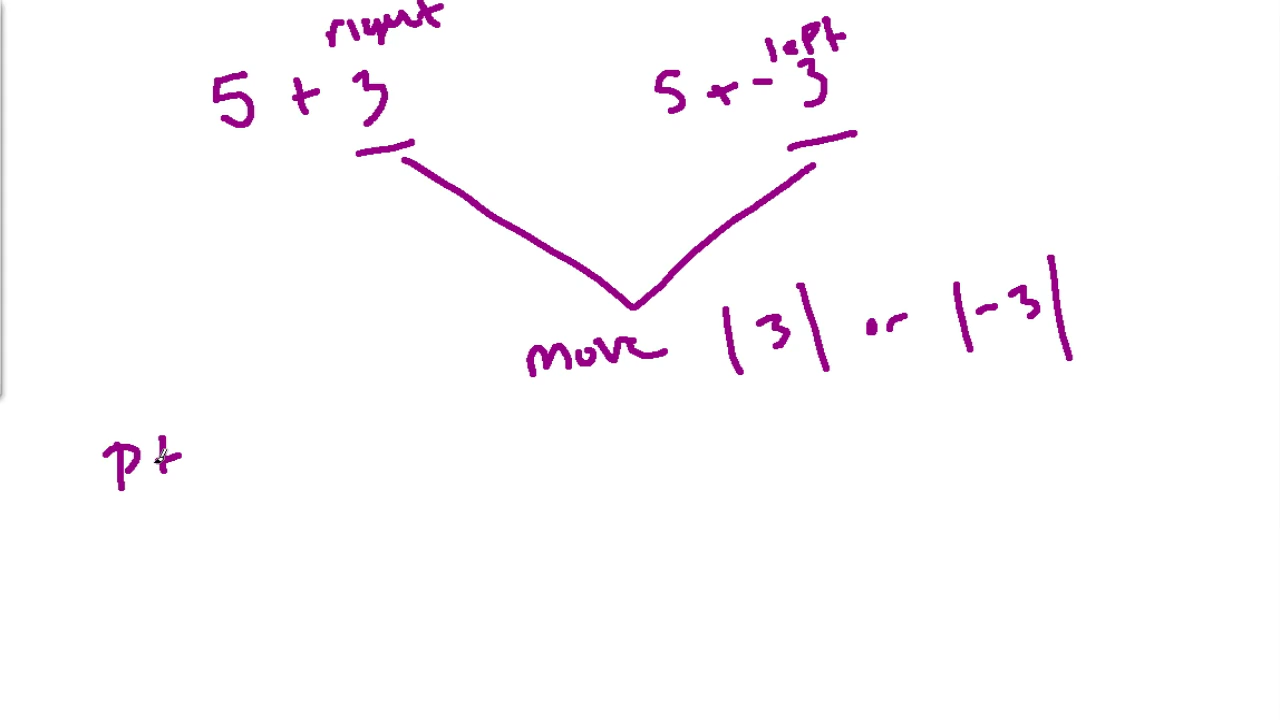 right left
5 + 3 5 + - 3
move |3| or |-3|
p +